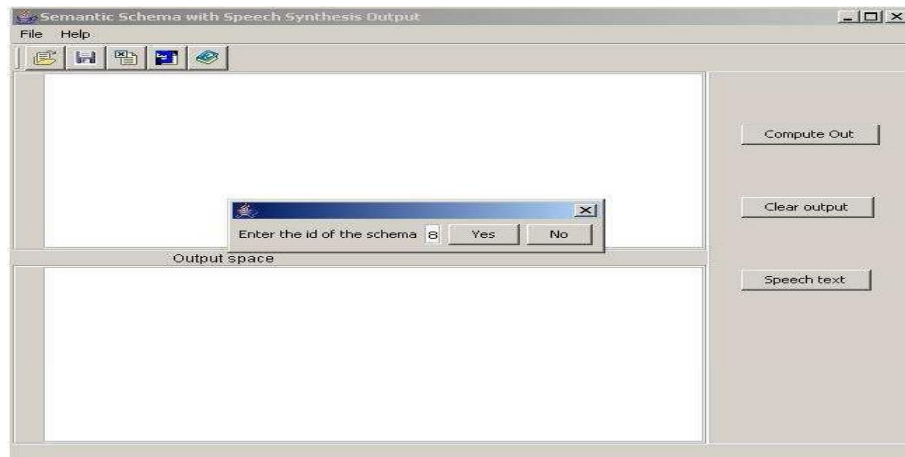 Semantic Schema with Speech Synthesis Output
File Help
Compute Out
Clear output
Enter the id of the schema 8 Yes No
Output space
Speech text